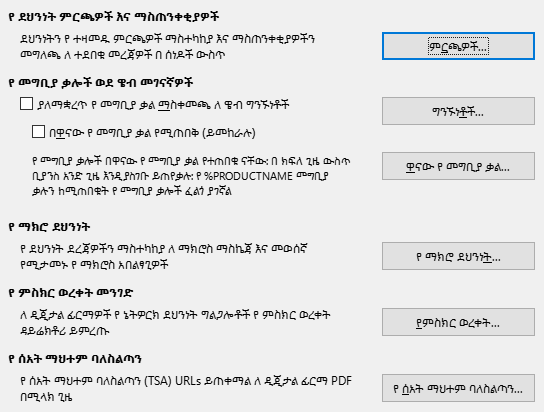 የ ደህንነት ምርጫዎች እና ማስጠንቀቂያዎች
ደህንነትን የ ተዛመዱ ምርጫዎች ማስተካከያ እና ማስጠንቀቂያዎችን
መግለጫ ለ ተደበቁ መረጃዎች በ ሰነዶች ውስጥ
ምርጫዎች...
የ መግቢያ ቃሎች ወደ ዌብ መገናኛዎች
ያለማቋረጥ የ መግቢያ ቃል ማስቀመጫ ለ ዌብ ግንኙነቶች
ግንኙነቶች...
በዋናው የ መግቢያ ቃል የሚጠበቅ (ይመከራሉ)
የ መግቢያ ቃሎች በዋናው የ መግቢያ ቃል የተጠበቁ ናቸው: በ ክፍለ ጊዜ ውስጥ
ቢያንስ አንድ ጊዜ እንዲያስገቡ ይጠየቃሉ: የ %PRODUCTNAME መግቢያ
ቃሉን ከሚጠበቁት የ መግቢያ ቃሎች ፈልጎ ያገኛል
ዋናው የ መግቢያ ቃል...
የ ማክሮ ደህንነት
የ ደህንነት ደረጃዎችን ማስተካከያ ለ ማክሮስ ማስኬጃ እና መወሰኛ
የሚታመኑ የ ማክሮስ አበልፃጊዎች
የ ማክሮ ደህንነት...
የ ምስክር ወረቀት መንገድ
ለ ዲጂታል ፊርማዎች የ ኔትዎርክ ደህንነት ግልጋሎቶች የ ምስክር ወረቀት
ዳይሬክቶሪ ይምረጡ
የምስክር ወረቀት...
የ ሰአት ማህተም ባለስልጣን
የ ሰአት ማህተም ባለስልጣን (TSA) URLs ይጠቀማል ለ ዲጂታል ፊርማ PDF
በሚላክ ጊዜ
የ ሰአት ማህተም ባለስልጣን...